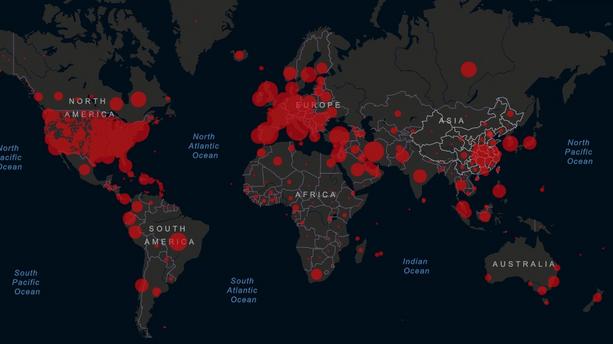 NORTH
AMERICA
North
Pacific
Ocean
North
Atlantic
Ocean
EUROPE
ASIA
North
Pacific
Ocean
AFRICA
SOUTH
AMERICA
South
Pacific
Ocean
South
Atlantic
Ocean
Indian
Ocean
AUSTRALIA